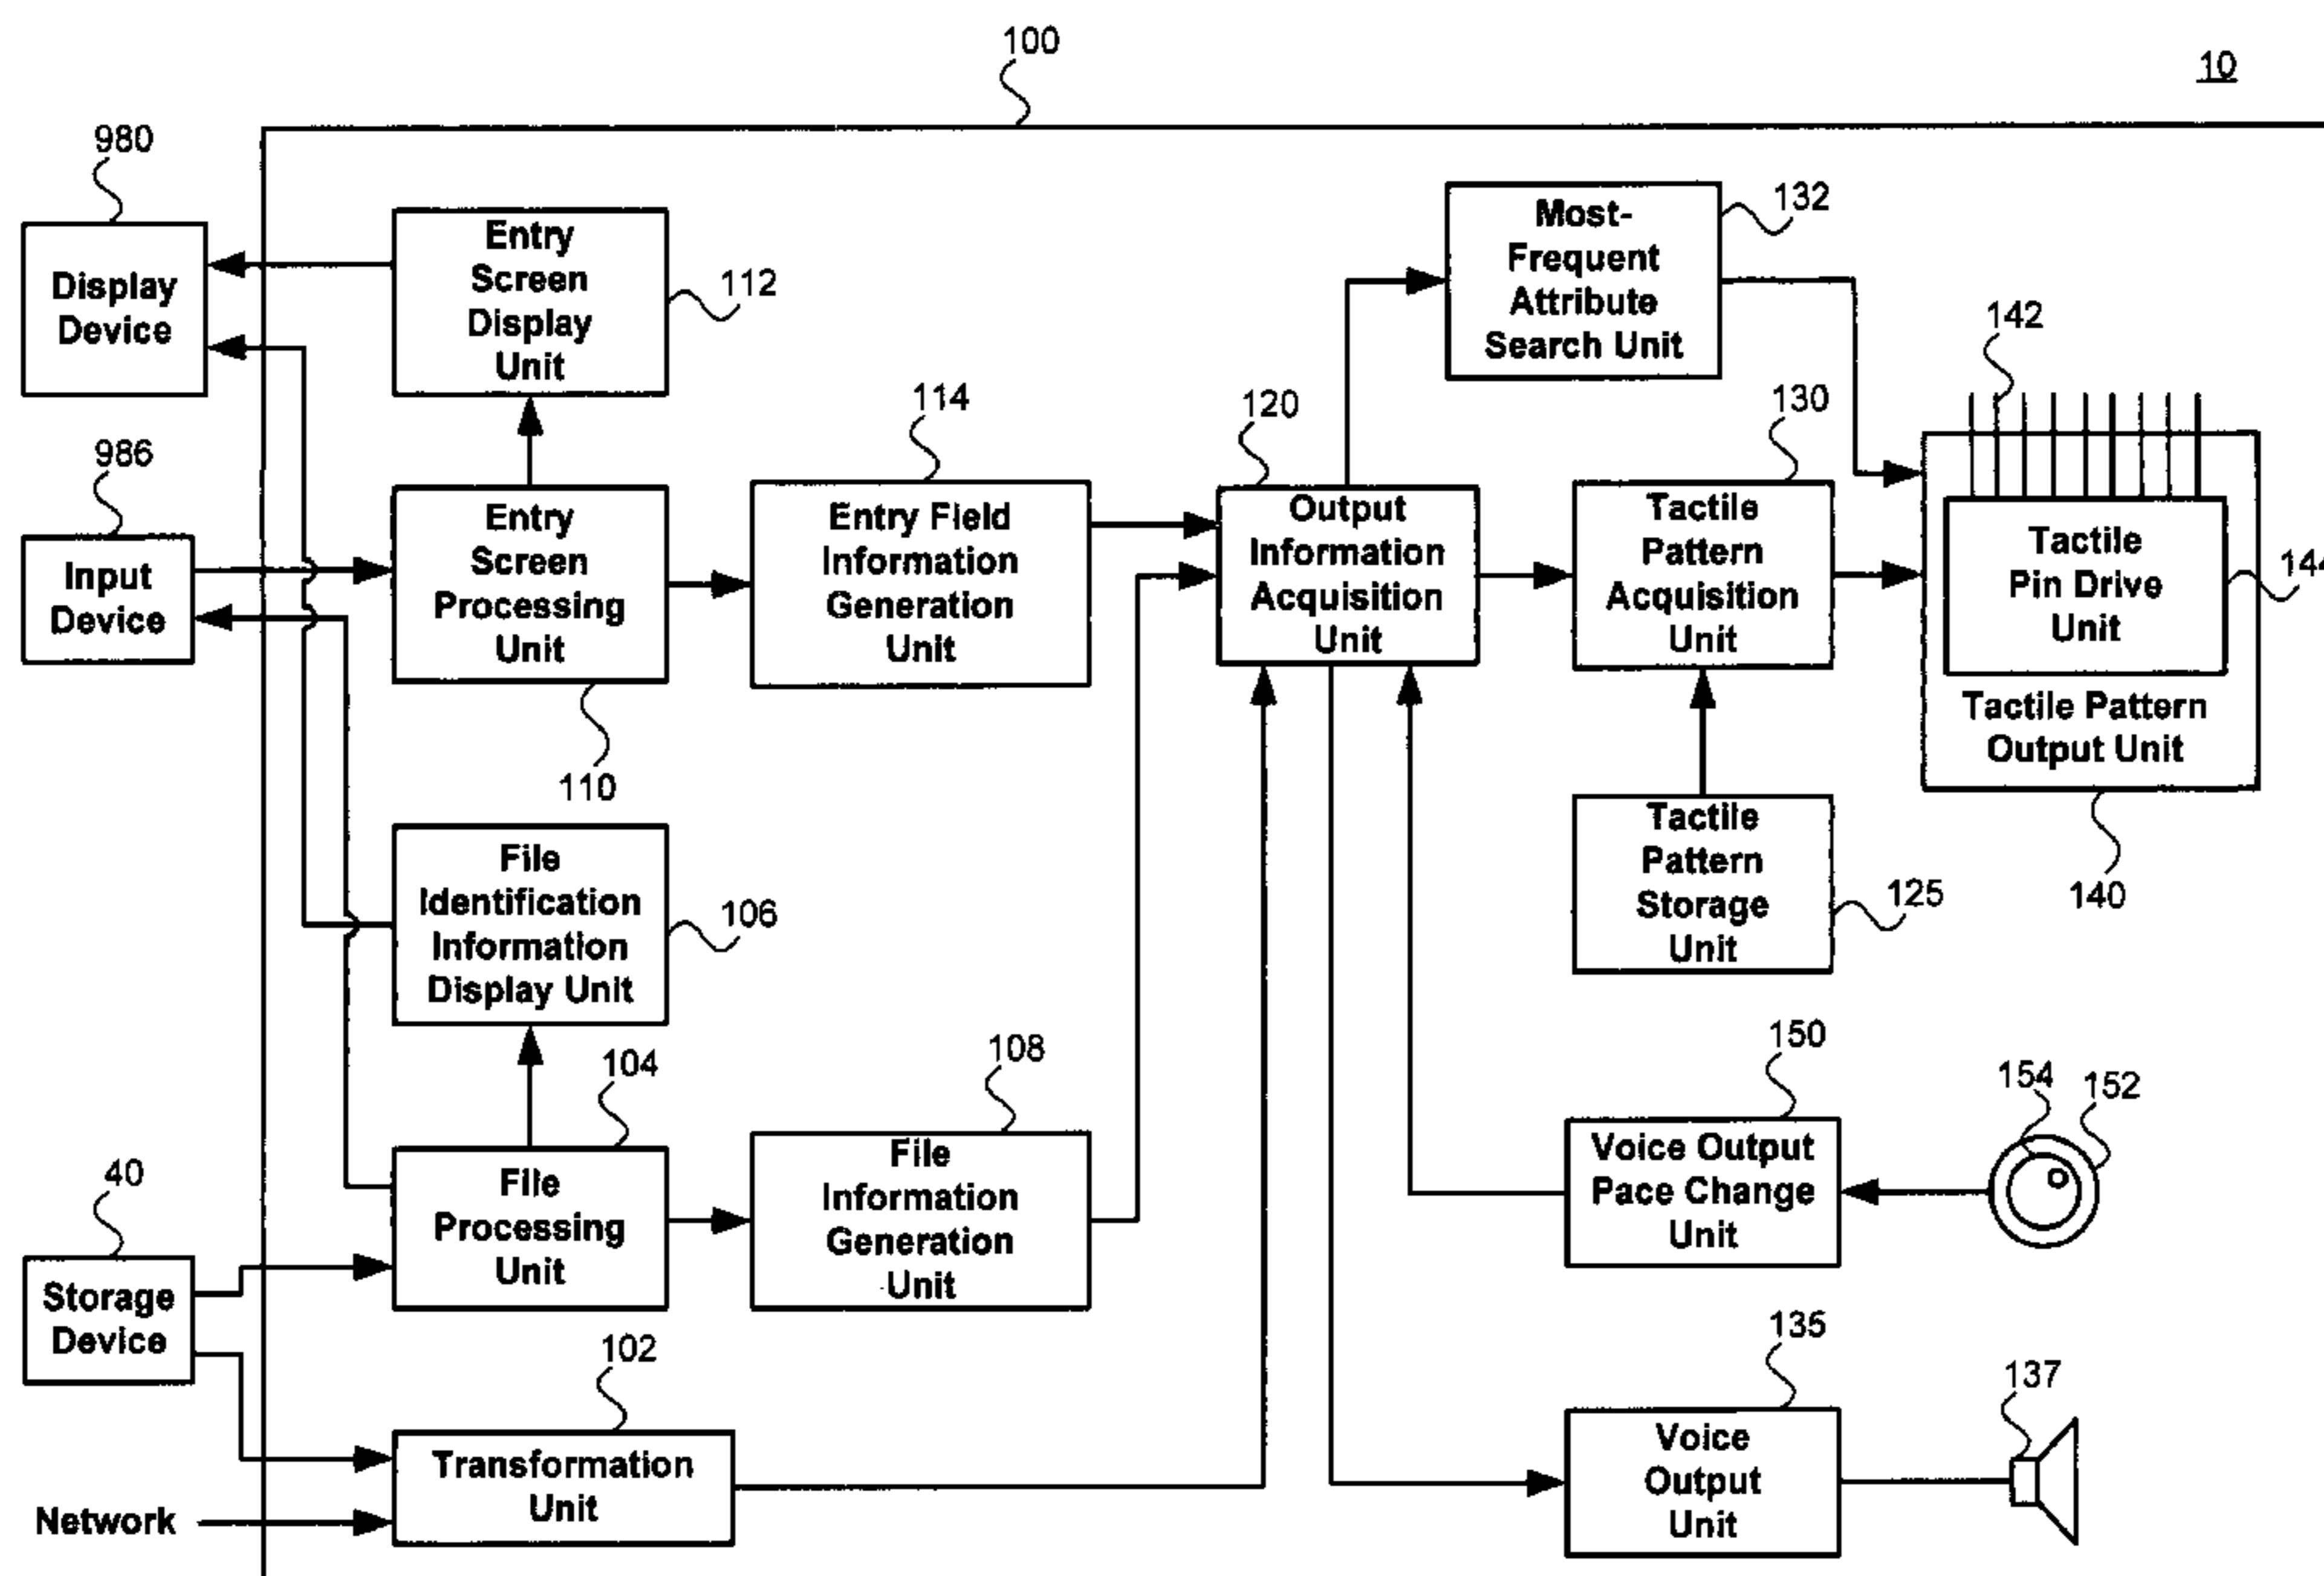 100
10
980
Display
Device
Entry
Screen
Display
Unit
112
132
Most-
Frequent
Attribute
Search Unit
142
986
Input
Device
Entry
Screen
Processing
Unit
110
114
Entry Field
Information
Generation
Unit
120
Output
Information
Acquisition
Unit
130
Tactile
Pattern
Acquisition
Unit
Tactile
Pin Drive
Unit
144
Tactile Pattern
Output Unit
140
Tactile
Pattern
Storage
Unit
125
File
Identification
Information
Display Unit
106
104
File
Processing
Unit
108
File
Information
Generation
Unit
150
Voice Output
Pace Change
Unit
154
152
40
Storage
Device
102
Transformation
Unit
Network
135
Voice
Output
Unit
137